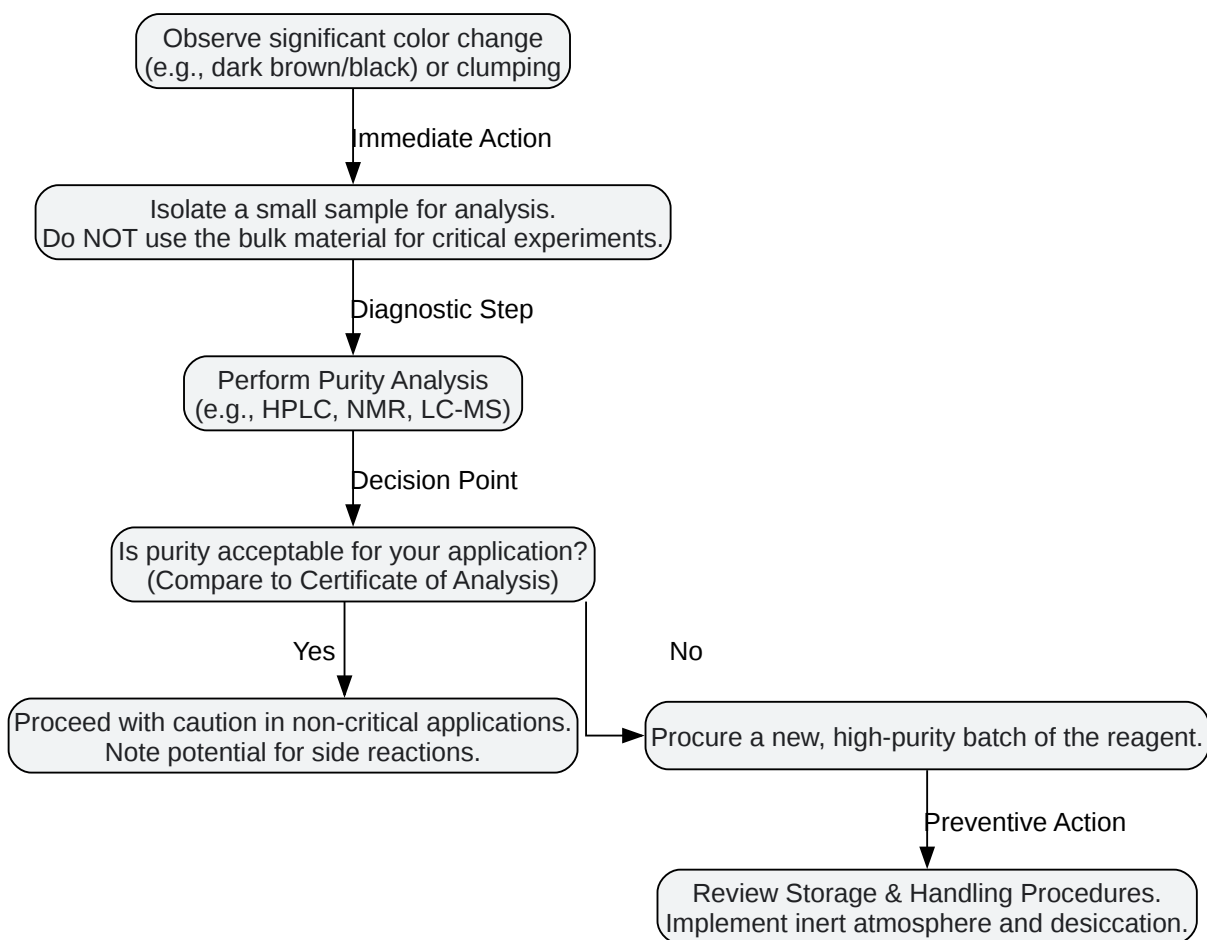 Observe significant color change
(e.g., dark brown/black) or clumping
Immediate Action
Isolate a small sample for analysis.
Do NOT use the bulk material for critical experiments.
Diagnostic Step
Perform Purity Analysis
(e.g., HPLC, NMR, LC-MS)
Decision Point
Is purity acceptable for your application?
(Compare to Certificate of Analysis)
Yes
No
Proceed with caution in non-critical applications.
Note potential for side reactions.
Procure a new, high-purity batch of the reagent.
Preventive Action
Review Storage & Handling Procedures.
Implement inert atmosphere and desiccation.